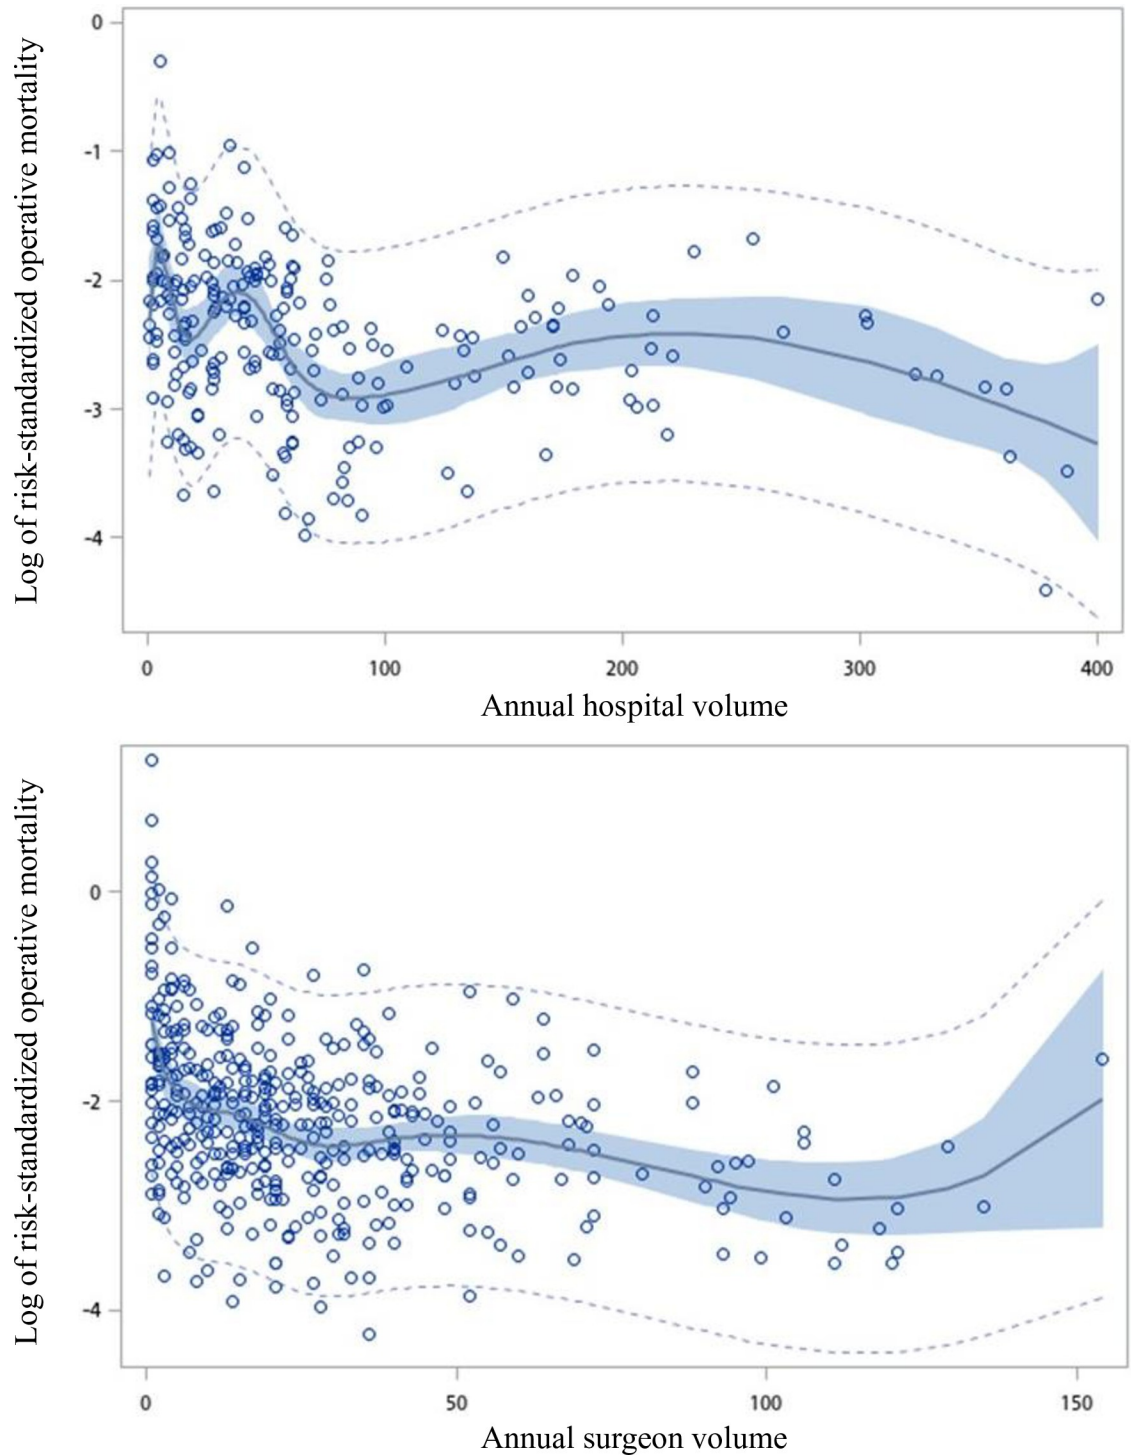 Log of risk-standardized operative mortality
0
-1
-2
-3
-4
0 100 200 300 400
Annual hospital volume
Log of risk-standardized operative mortality
0
-2
-4
0 50 100 150
Annual surgeon volume